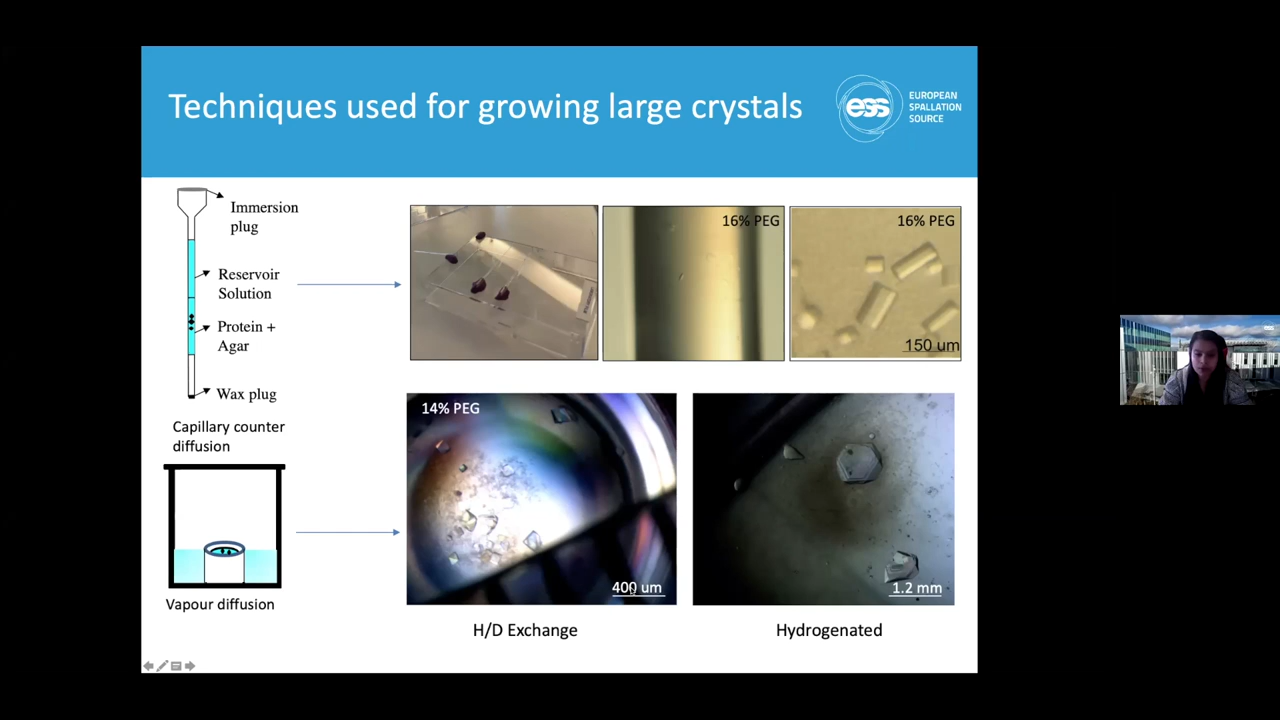 Techniques used for growing large crystals
ess
EUROPEAN
SPALLATION
SOURCE
Immersion
plug
Reservoir
Solution
Protein +
Agar
Wax plug
Capillary counter
diffusion
16% PEG
16% PEG
150 um
14% PEG
400 um
1.2 mm
Vapour diffusion
H/D Exchange
Hydrogenated
ess